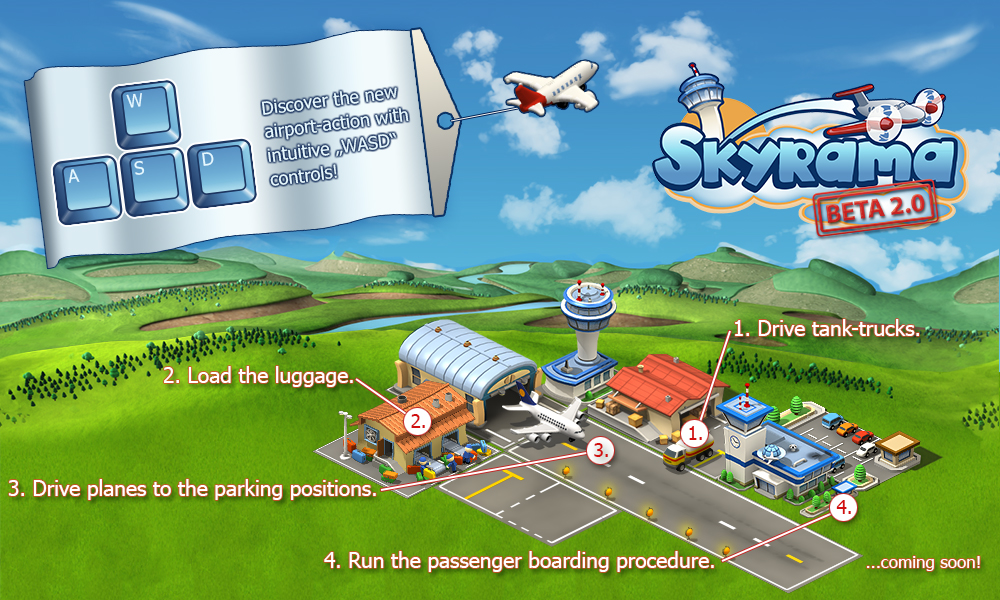 W
A
S
D
Discover the new
airport-action with
intuitive „WASD“
controls!
SKYRAMA
BETA 2.0
1. Drive tank-trucks.
2. Load the luggage.
2.
1.
3.
3. Drive planes to the parking positions.
4.
4. Run the passenger boarding procedure.
...coming soon!